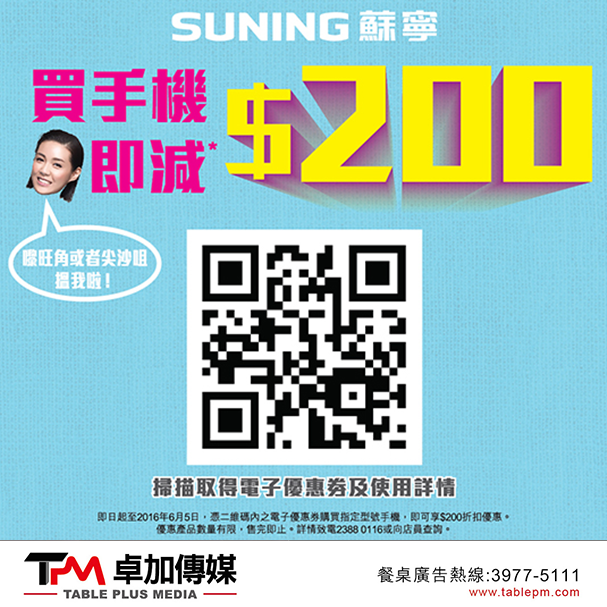 SUNING 蘇寧
買手機
即減*
$200
嚟旺角或者尖沙咀
搵我啦!
掃描取得電子優惠券及使用詳情
即日起至2016年6月5日,憑二維碼內之電子優惠券購買指定型號手機,即可享$200折扣優惠。
優惠產品數量有限,售完即止。詳情致電2388 0116或向店員查詢。
TPM 卓加傳媒
TABLE PLUS MEDIA
餐桌廣告熱線:3977-5111
www.tablepm.com